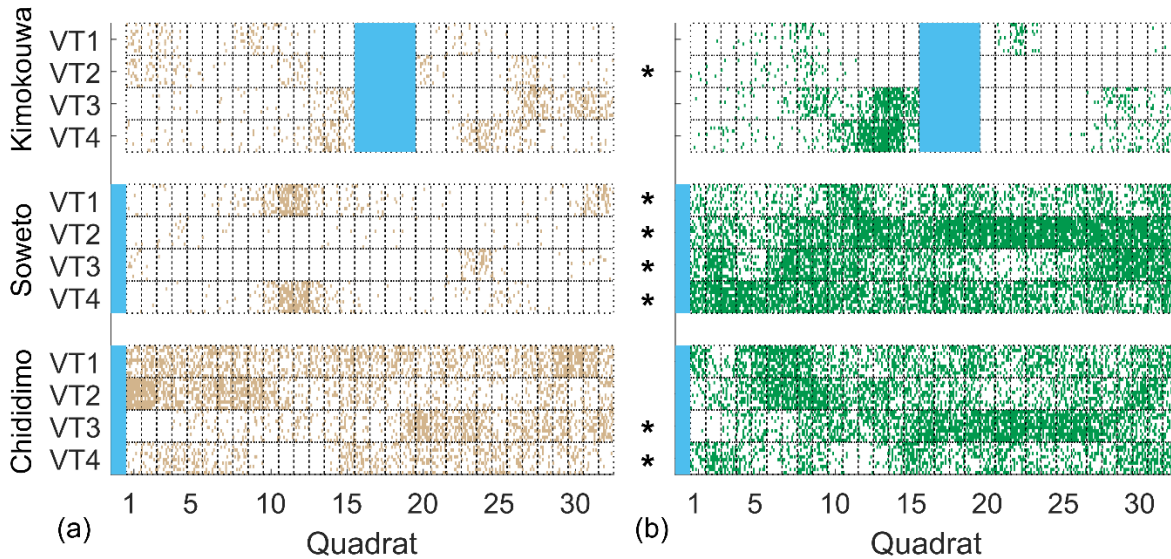 Kimokouwa
VT1
VT2
VT3
VT4
*
Soweto
VT1
VT2
VT3
VT4
*
*
*
*
Chididimo
VT1
VT2
VT3
VT4
*
*
1 5 10 15 20 25 30
1 5 10 15 20 25 30
(a) Quadrat
(b) Quadrat